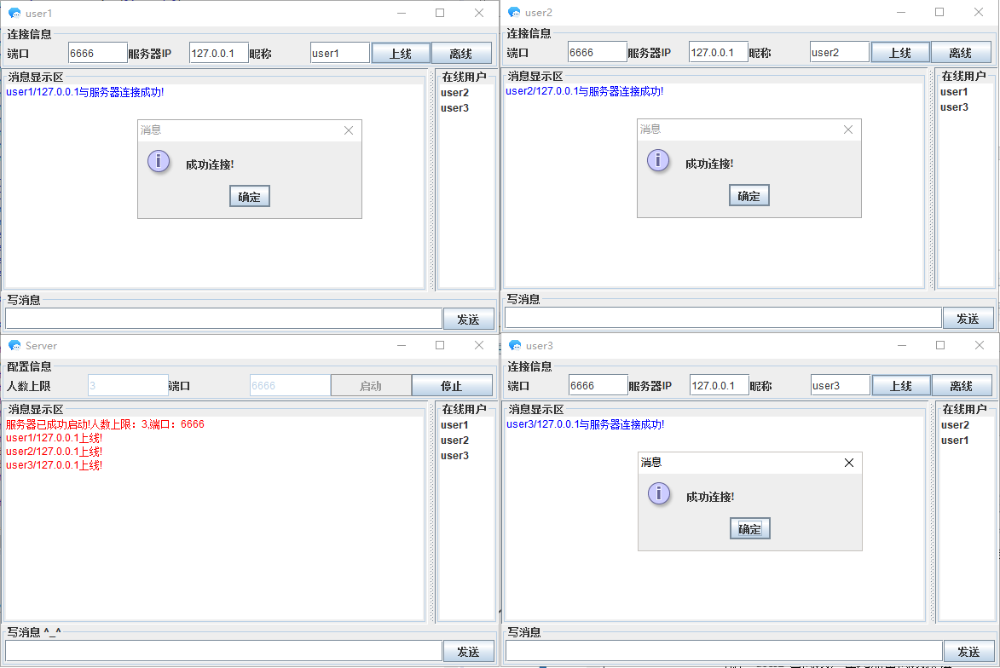 user1
连接信息
端口 6666 服务器IP 127.0.0.1 昵称 user1 上线 离线
消息显示区
user1/127.0.0.1与服务器连接成功!
在线用户
user2
user3
消息
成功连接!
确定
写消息
发送
user2
连接信息
端口 6666 服务器IP 127.0.0.1 昵称 user2 上线 离线
消息显示区
user2/127.0.0.1与服务器连接成功!
在线用户
user1
user3
消息
成功连接!
确定
写消息
发送
Server
配置信息
人数上限 3 端口 6666 启动 停止
消息显示区
服务器已成功启动!人数上限：3,端口：6666
user1/127.0.0.1上线!
user2/127.0.0.1上线!
user3/127.0.0.1上线!
在线用户
user1
user2
user3
写消息 ^_^
发送
user3
连接信息
端口 6666 服务器IP 127.0.0.1 昵称 user3 上线 离线
消息显示区
user3/127.0.0.1与服务器连接成功!
在线用户
user2
user1
消息
成功连接!
确定
写消息
发送